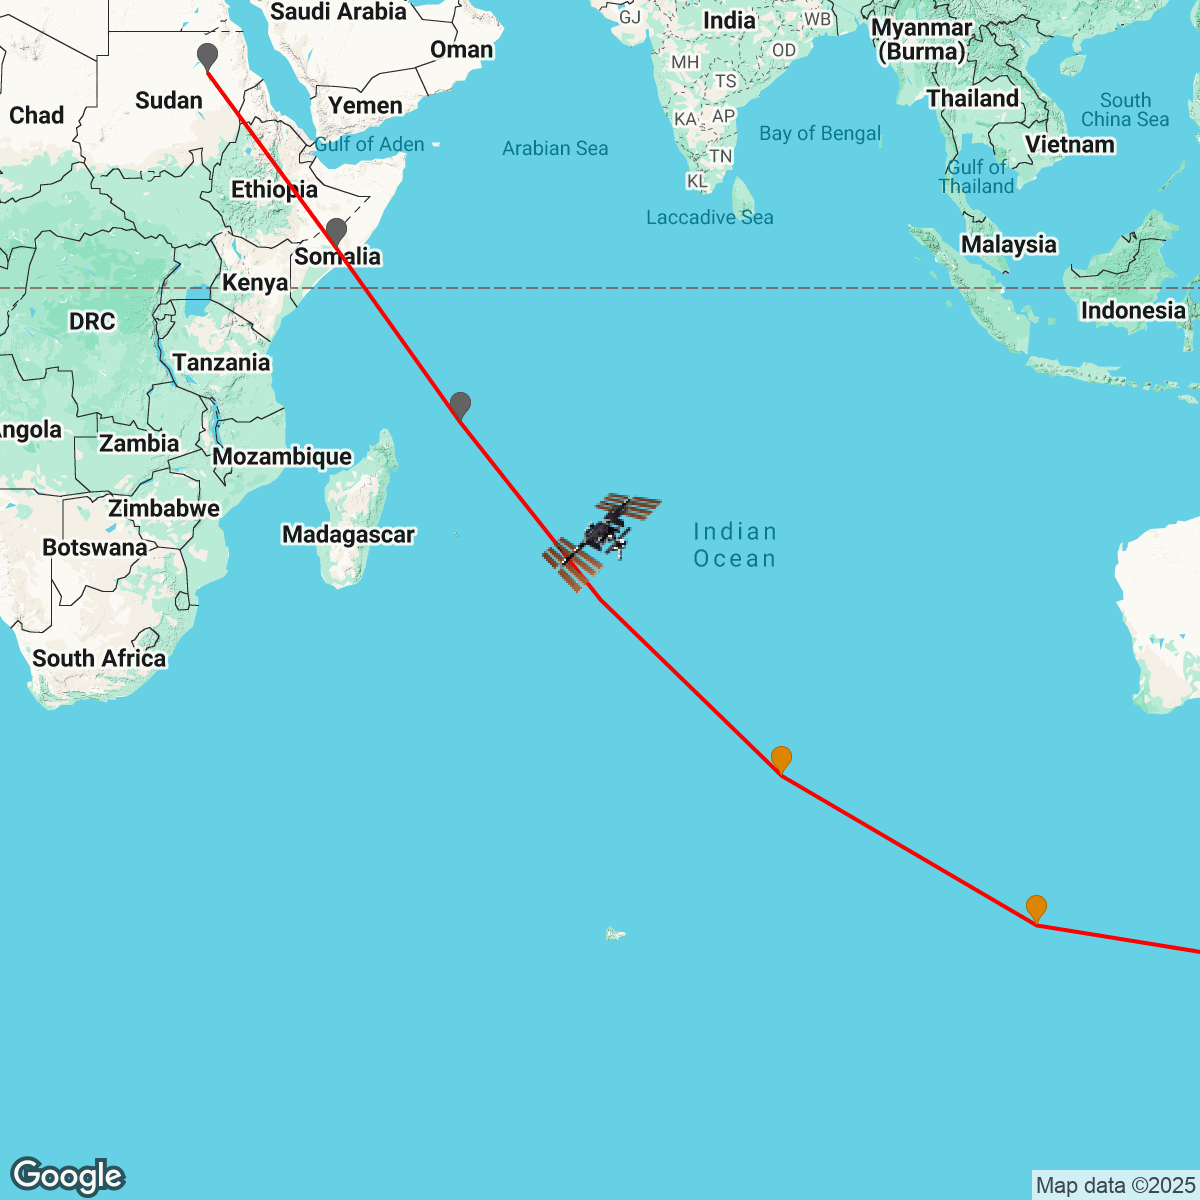 Saudi Arabia
GJ
India
WB
Myanmar
(Burma)
Oman
OD
MH
TS
Chad
Sudan
Yemen
Thailand
South
China Sea
KA
AP
Gulf of Aden
Arabian Sea
Bay of Bengal
Vietnam
TN
Gulf of
Thailand
KL
Ethiopia
Laccadive Sea
Malaysia
Somalia
Kenya
Indonesia
DRC
Tanzania
Angola
Zambia
Mozambique
Zimbabwe
Indian
Ocean
Madagascar
Botswana
South Africa
Google
Map data ©2025